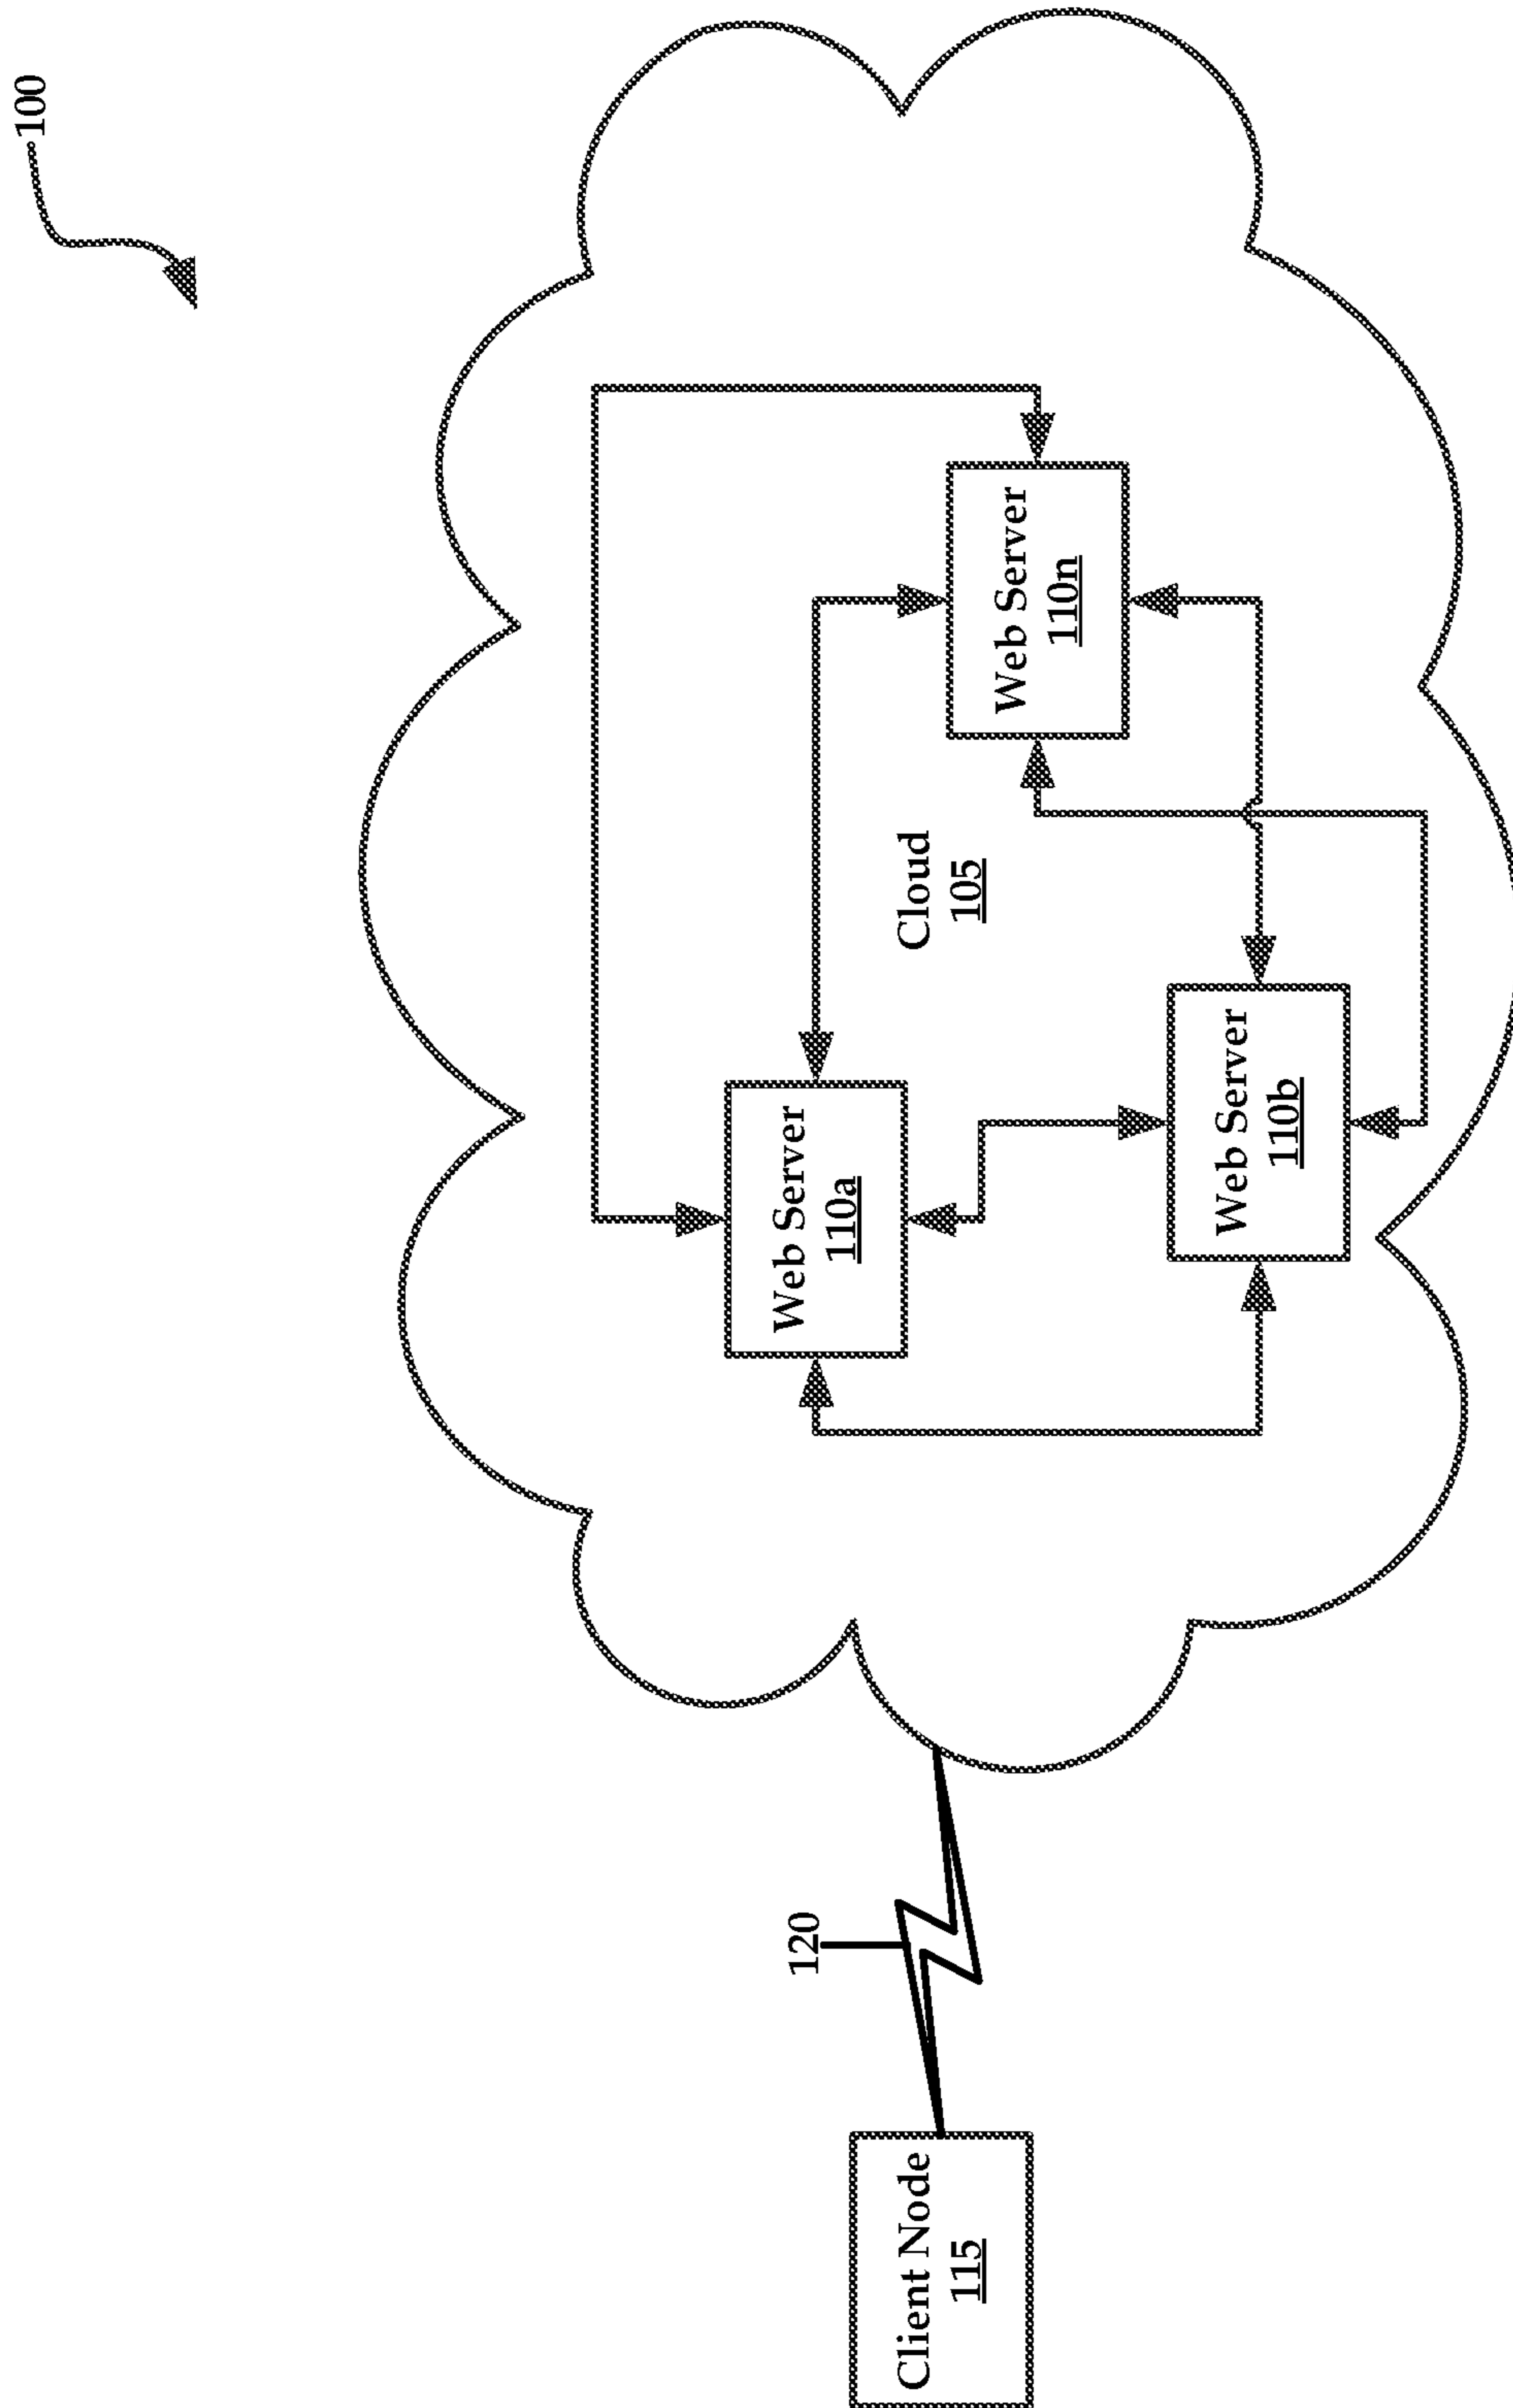 100
Web Server
110a
Web Server
110n
Cloud
105
Web Server
110b
120
Client Node
115